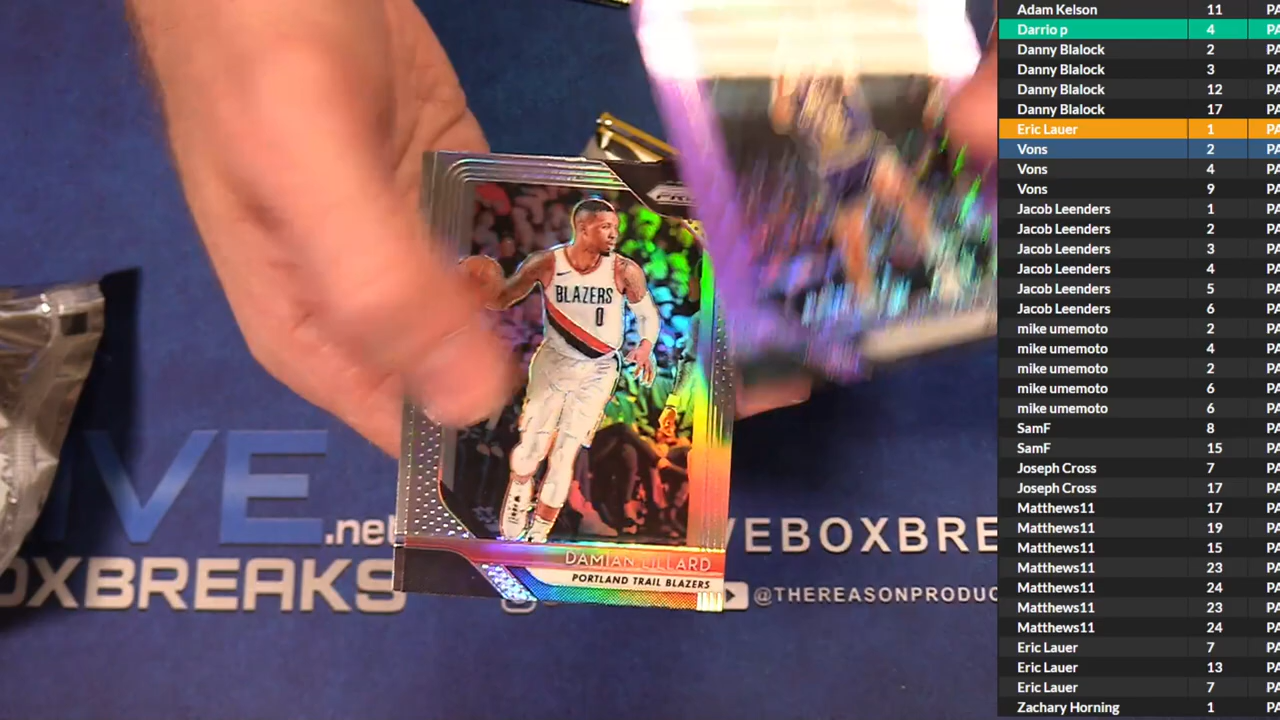 Adam Kelson 11 PA
Darrio p 4 PA
Danny Blalock 2 PA
Danny Blalock 3 PA
Danny Blalock 12 PA
Danny Blalock 17 PA
Eric Lauer 1 PA
Vons 2 PA
Vons 4 PA
Vons 9 PA
Jacob Leenders 1 PA
Jacob Leenders 2 PA
Jacob Leenders 3 PA
Jacob Leenders 4 PA
Jacob Leenders 5 PA
Jacob Leenders 6 PA
mike umemoto 2 PA
mike umemoto 4 PA
mike umemoto 2 PA
mike umemoto 6 PA
mike umemoto 6 PA
SamF 8 PA
SamF 15 PA
Joseph Cross 7 PA
Joseph Cross 17 PA
Matthews11 17 PA
Matthews11 19 PA
Matthews11 15 PA
Matthews11 23 PA
Matthews11 24 PA
Matthews11 23 PA
Matthews11 24 PA
Eric Lauer 7 PA
Eric Lauer 13 PA
Eric Lauer 7 PA
Zachary Horning 1 PA
BLAZERS
0
DAMIAN LILLARD
PORTLAND TRAIL BLAZERS
IVE.net
OXBREAKS
VEBOXBRE
@THEREASONPRODUC